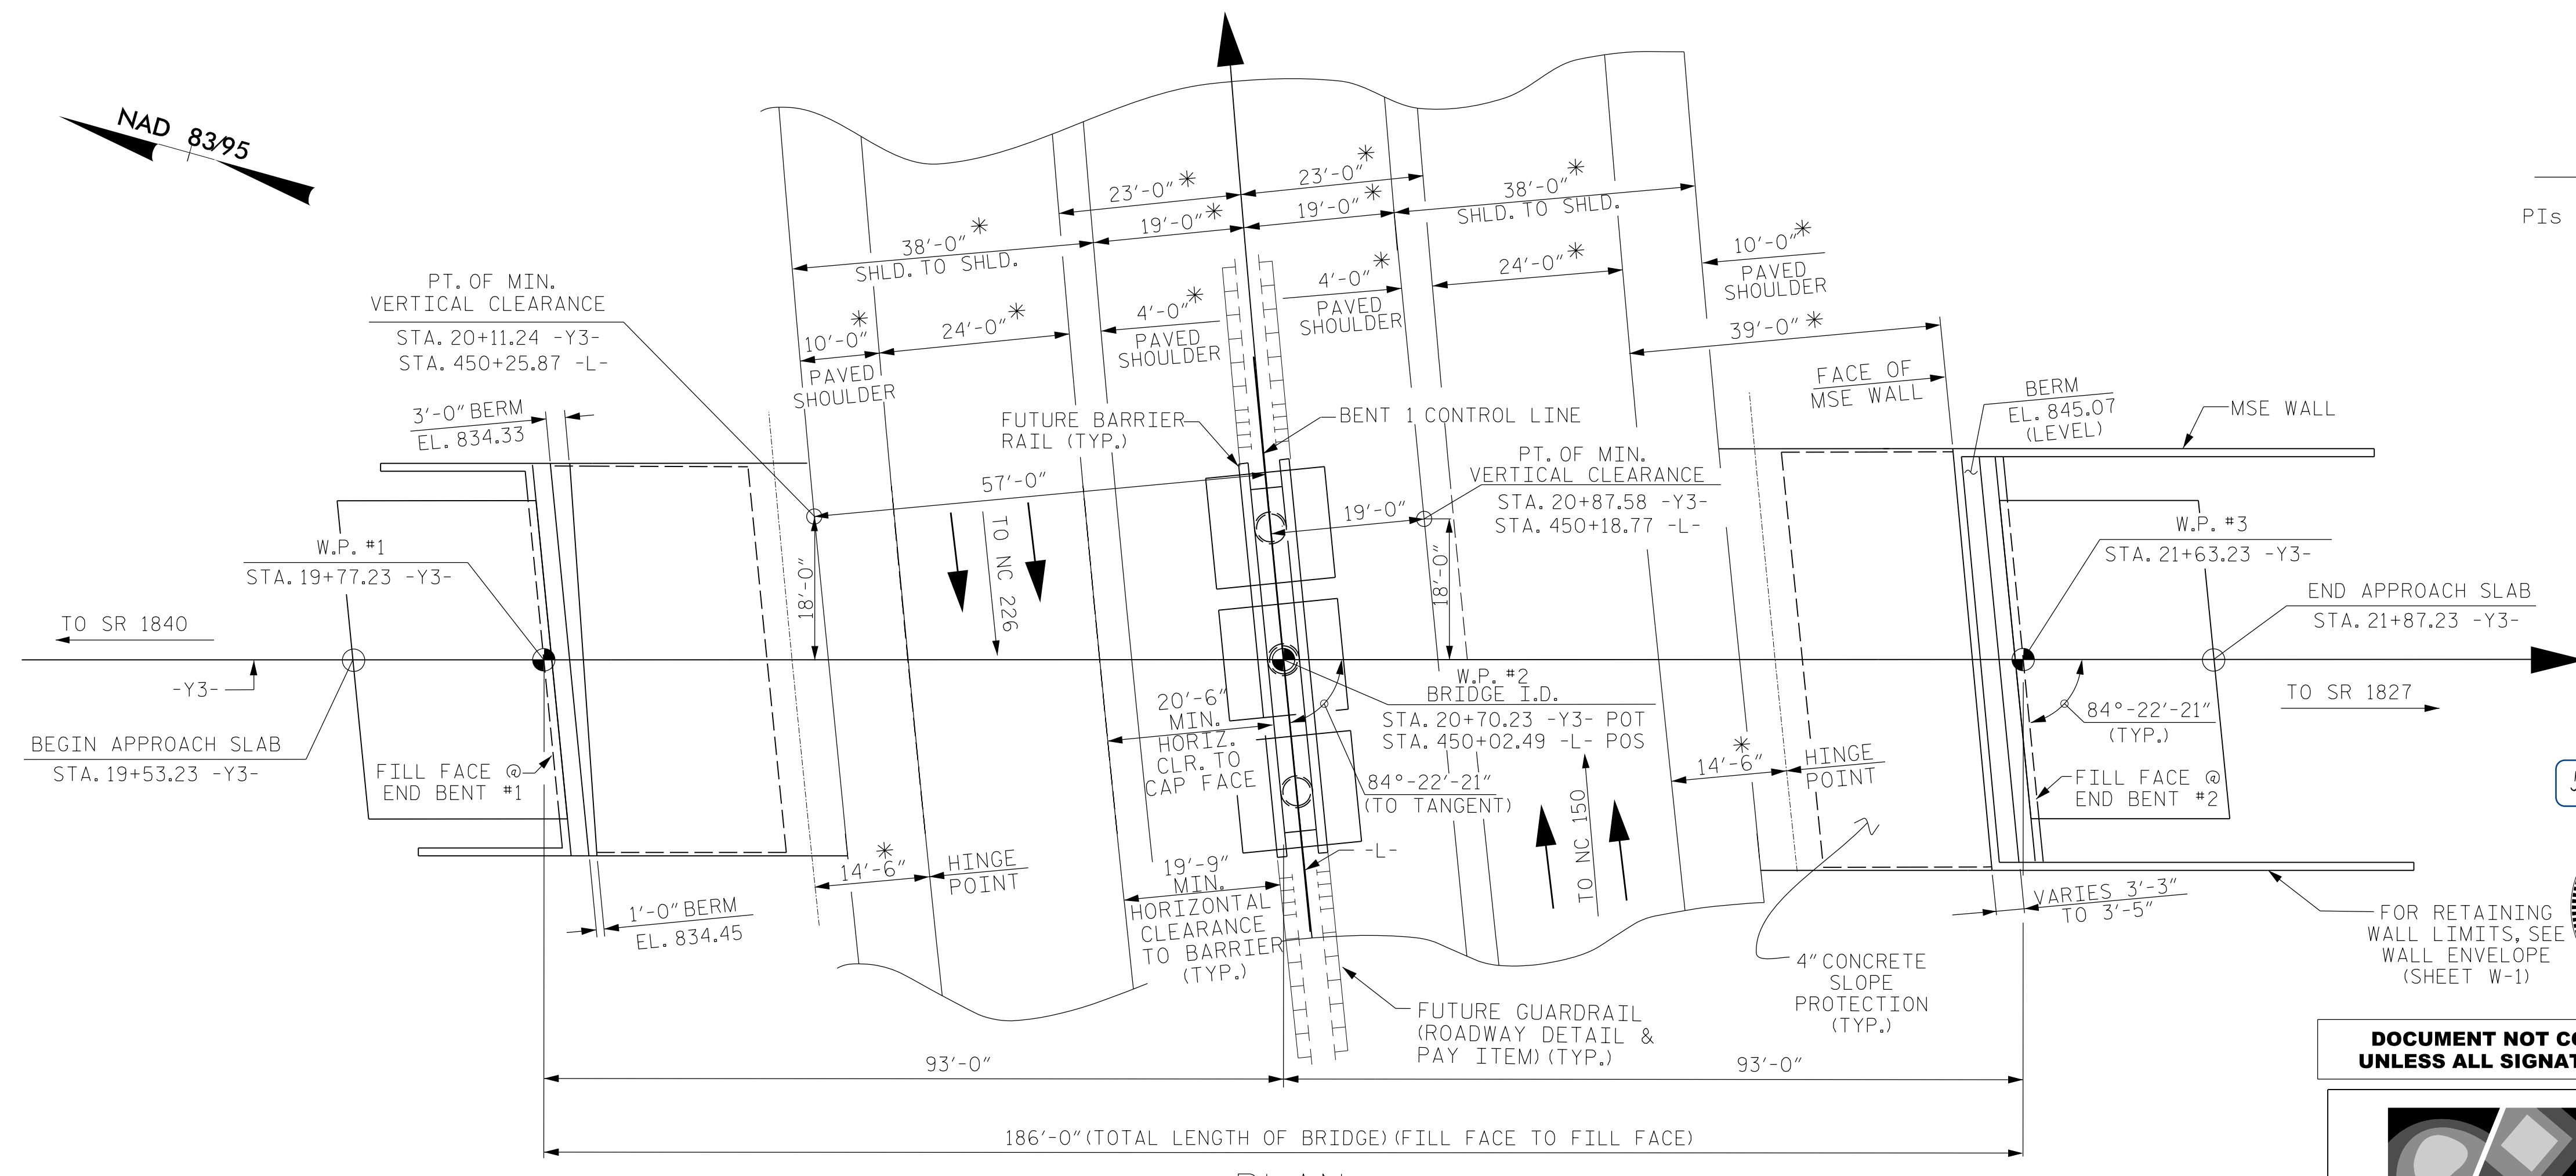 NAD 83/95
PIs
23'-0"*
23'-0"*
38'-0"*
SHLD. TO SHLD.
19'-0"*
19'-0"*
38'-0"*
SHLD. TO SHLD.
10'-0"*
PAVED
SHOULDER
24'-0"*
4'-0"*
PAVED
SHOULDER
4'-0"*
PAVED
SHOULDER
24'-0"*
10'-0"*
PAVED
SHOULDER
39'-0"*
PT. OF MIN.
VERTICAL CLEARANCE
STA. 20+11.24 -Y3-
STA. 450+25.87 -L-
3'-0" BERM
EL. 834.33
FUTURE BARRIER
RAIL (TYP.)
BENT 1 CONTROL LINE
FACE OF
MSE WALL
BERM
EL. 845.07
(LEVEL)
MSE WALL
PT. OF MIN.
VERTICAL CLEARANCE
STA. 20+87.58 -Y3-
STA. 450+18.77 -L-
57'-0"
19'-0"
18'-0"
18'-0"
TO NC 226
W.P. #1
STA. 19+77.23 -Y3-
W.P. #3
STA. 21+63.23 -Y3-
END APPROACH SLAB
STA. 21+87.23 -Y3-
TO SR 1840
-Y3-
BEGIN APPROACH SLAB
STA. 19+53.23 -Y3-
FILL FACE @
END BENT #1
20'-6"
MIN.
HORIZ.
CLR. TO
CAP FACE
W.P. #2
BRIDGE I.D.
STA. 20+70.23 -Y3- POT
STA. 450+02.49 -L- POS
84°-22'-21"
(TO TANGENT)
TO NC 150
14'-6"*
HINGE
POINT
84°-22'-21"
(TYP.)
TO SR 1827
FILL FACE @
END BENT #2
14'-6"*
HINGE
POINT
1'-0" BERM
EL. 834.45
19'-9"
MIN.
HORIZONTAL
CLEARANCE
TO BARRIER
(TYP.)
-L-
VARIES 3'-3"
TO 3'-5"
FOR RETAINING
WALL LIMITS, SEE
WALL ENVELOPE
(SHEET W-1)
4" CONCRETE
SLOPE
PROTECTION
(TYP.)
FUTURE GUARDRAIL
(ROADWAY DETAIL &
PAY ITEM) (TYP.)
93'-0"
93'-0"
186'-0" (TOTAL LENGTH OF BRIDGE) (FILL FACE TO FILL FACE)
DOCUMENT NOT CO
UNLESS ALL SIGNAT